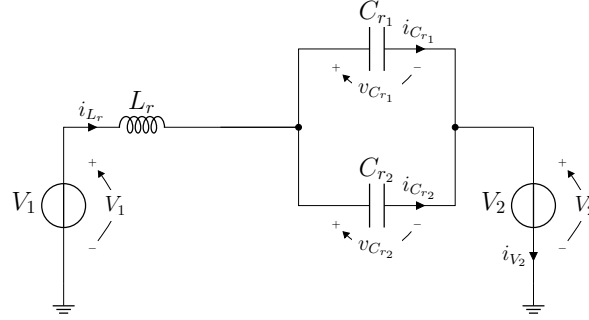 C_{r_1}
i_{C_{r_1}}
+ −
v_{C_{r_1}}
i_{L_r} L_r
C_{r_2}
i_{C_{r_2}}
+ −
v_{C_{r_2}}
V_1
+
V_1
−
V_2
+
V_2
−
i_{V_2}